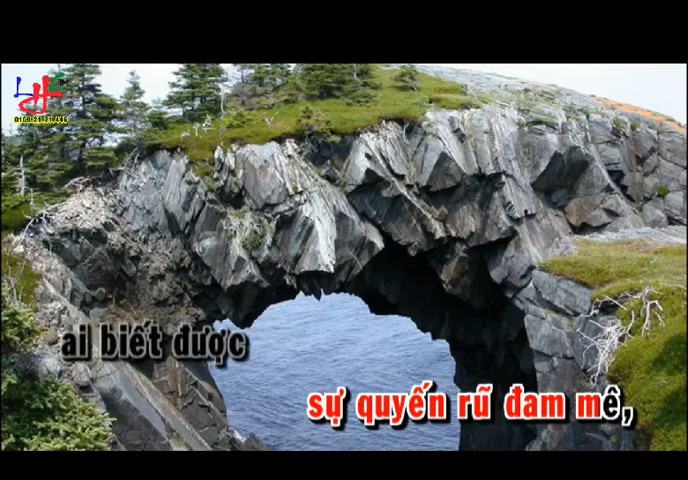 ai biết được
sự quyến rũ đam mê,